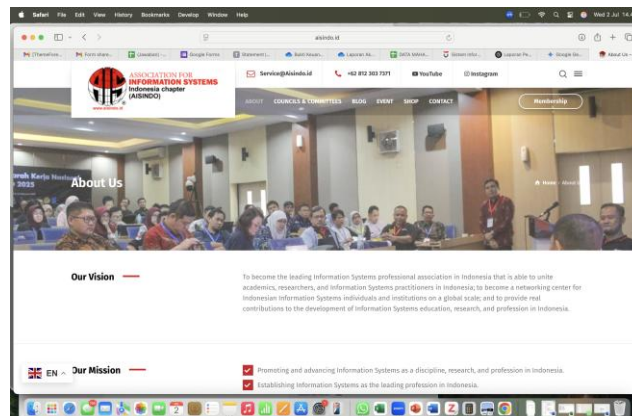 Safari File Edit View History Bookmarks Develop Window Help
Wed 2 Jul 14.
aisindo.id
Google Forms
ASSOCIATION FOR
INFORMATION SYSTEMS
Indonesia chapter
(AISINDO)
www.aisindo.id
Service@Aisindo.id
+62 812 303 7371
YouTube
Instagram
ABOUT COUNCILS & COMMITTEES BLOG EVENT SHOP CONTACT
Membership
2025
About Us
Home
Our Vision
To become the leading Information Systems professional association in Indonesia that is able to unite
academics, researchers, and Information Systems practitioners in Indonesia; to become a networking center for
Indonesian Information Systems individuals and institutions on a global scale; and to provide real
contributions to the development of Information Systems education, research, and profession in Indonesia.
Our Mission
Promoting and advancing Information Systems as a discipline, research, and profession in Indonesia.
Establishing Information Systems as the leading profession in Indonesia.
EN